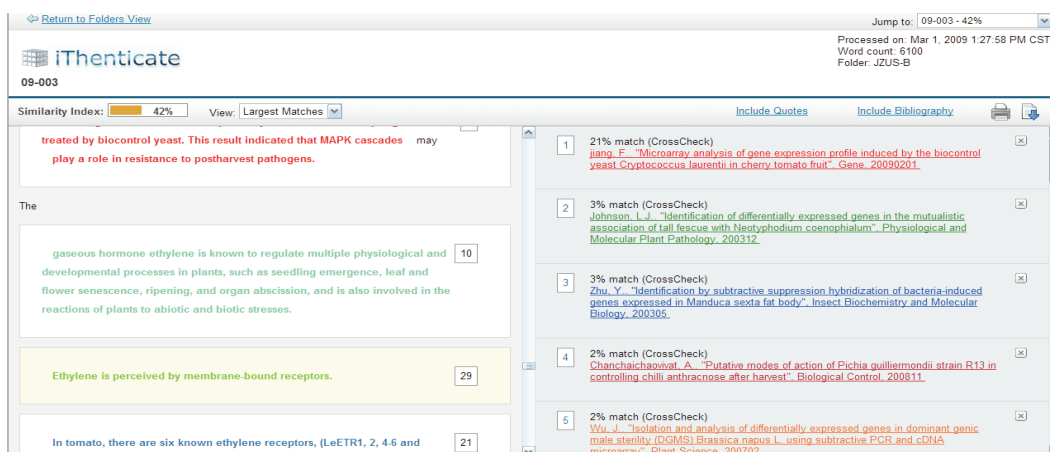 Return to Folders View
Jump to: 09-003 - 42%
iThenticate
Processed on: Mar 1, 2009 1:27:58 PM CST
Word count: 6100
Folder: JZUS-B
09-003
Similarity Index: 42% View: Largest Matches Include Quotes Include Bibliography
treated by biocontrol yeast. This result indicated that MAPK cascades may
play a role in resistance to postharvest pathogens.
The
gaseous hormone ethylene is known to regulate multiple physiological and 10
developmental processes in plants, such as seedling emergence, leaf and
flower senescence, ripening, and organ abscission, and is also involved in the
reactions of plants to abiotic and biotic stresses.
Ethylene is perceived by membrane-bound receptors. 29
In tomato, there are six known ethylene receptors, (LeETR1, 2, 4-6 and 21
1 21% match (CrossCheck)
jiang, F.. "Microarray analysis of gene expression profile induced by the biocontrol
yeast Cryptococcus laurentii in cherry tomato fruit", Gene, 20090201
2 3% match (CrossCheck)
Johnson, L.J.. "Identification of differentially expressed genes in the mutualistic
association of tall fescue with Neotyphodium coenophialum", Physiological and
Molecular Plant Pathology, 200312
3 3% match (CrossCheck)
Zhu, Y.. "Identification by subtractive suppression hybridization of bacteria-induced
genes expressed in Manduca sexta fat body", Insect Biochemistry and Molecular
Biology, 200305
4 2% match (CrossCheck)
Chanchaichaovivat, A.. "Putative modes of action of Pichia guilliermondii strain R13 in
controlling chilli anthracnose after harvest", Biological Control, 200811
5 2% match (CrossCheck)
Wu, J.. "Isolation and analysis of differentially expressed genes in dominant genic
male sterility (DGMS) Brassica napus L. using subtractive PCR and cDNA
microarray", Plant Science, 200702